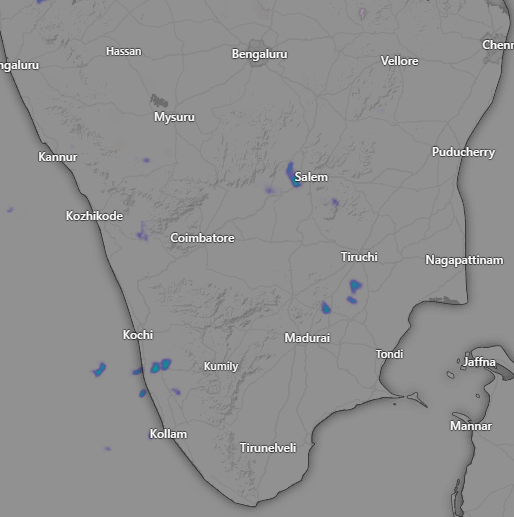 Hassan
Bengaluru
Chenn
ngaluru
Vellore
Mysuru
Kannur
Puducherry
Salem
Kozhikode
Coimbatore
Tiruchi
Nagapattinam
Kochi
Madurai
Tondi
Kumily
Jaffna
Mannar
Kollam
Tirunelveli